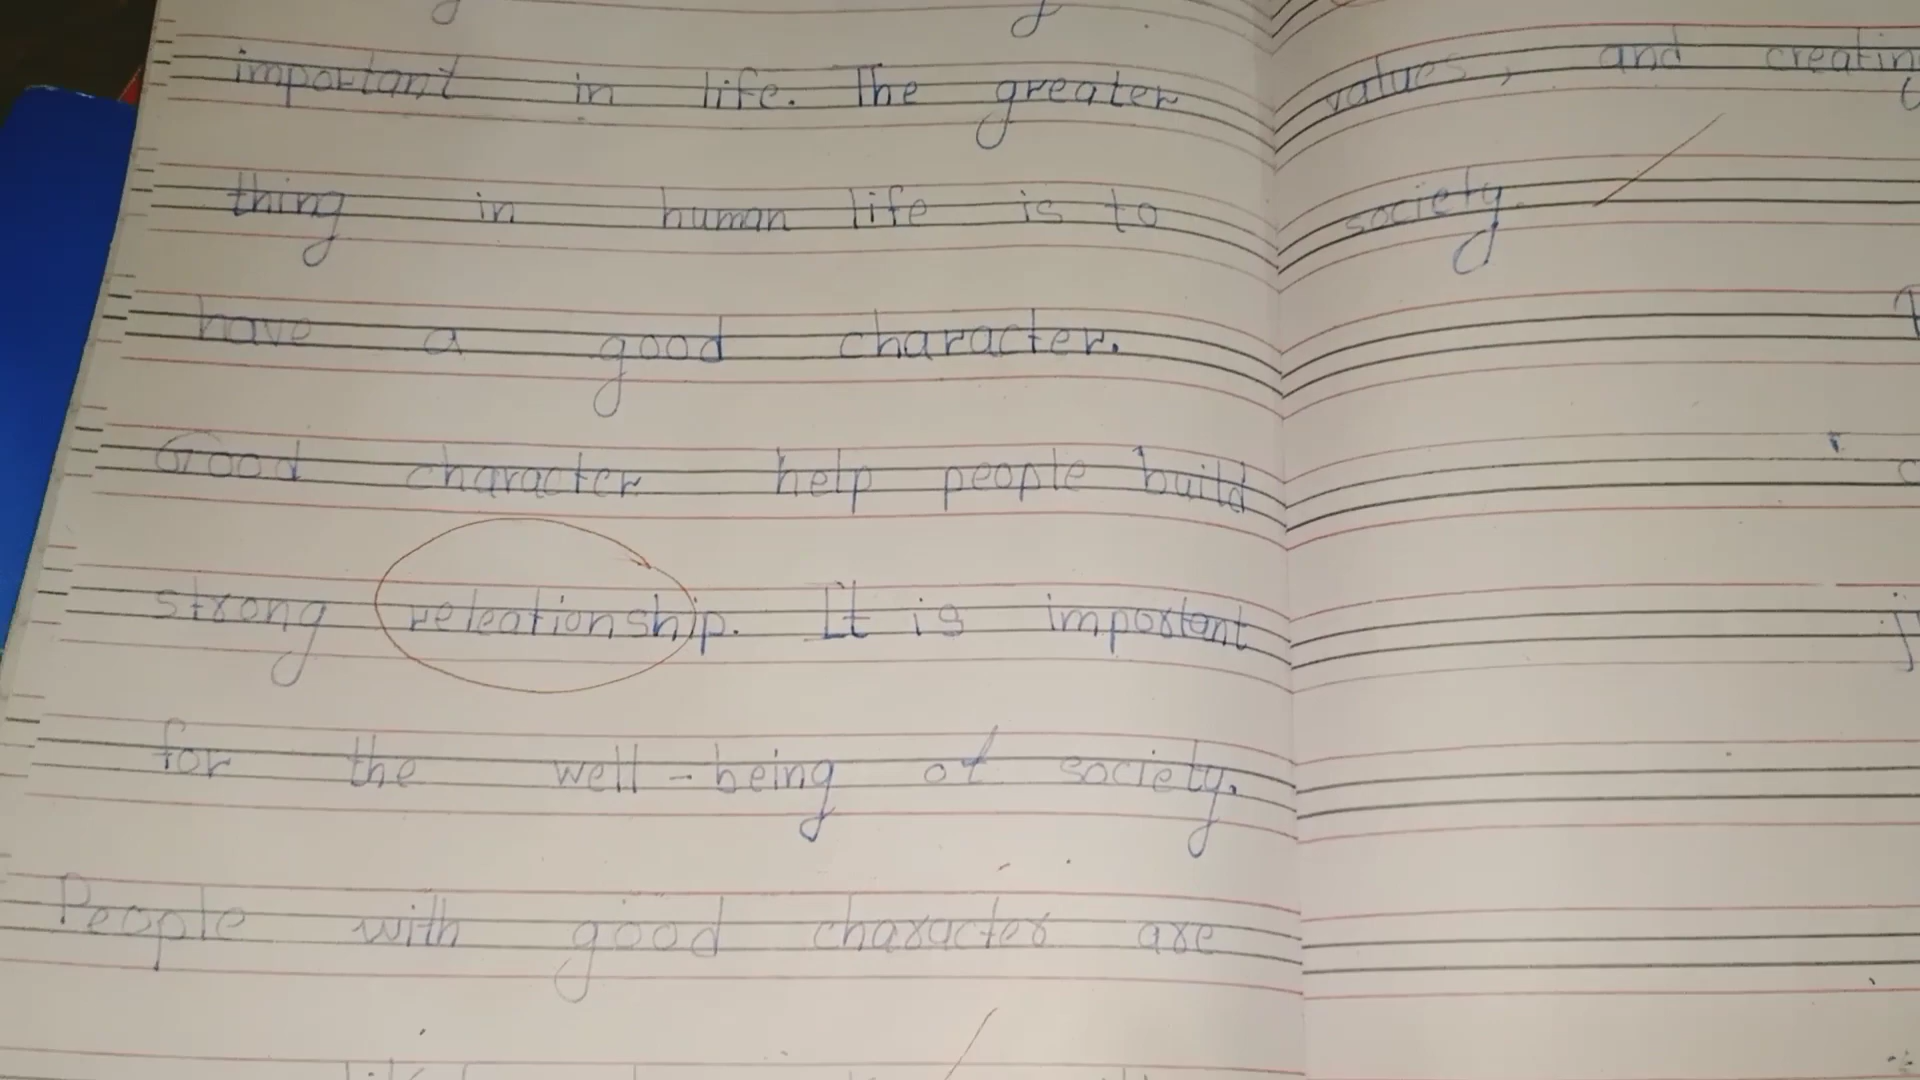 important in life. The greater
thing in human life is to
have a good character.
Good character help people build
strong releationship. It is important
for the well-being of society.
People with good character are
values, and creatin
society.